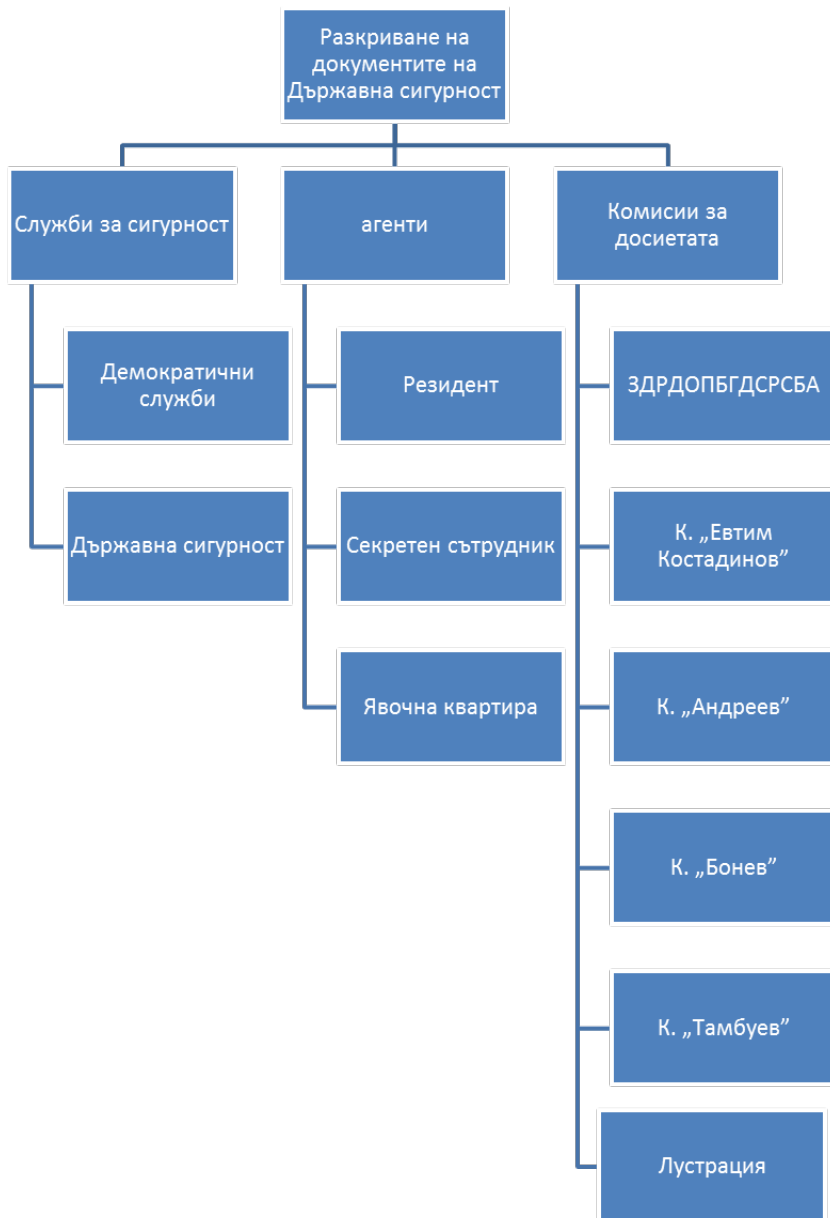 Разкриване на
документите на
Държавна сигурност
Служби за сигурност
агенти
Комисии за
досиетата
Демократични
служби
Резидент
ЗДРДОПБГДСРСБА
Държавна сигурност
Секретен сътрудник
К. „Евтим
Костадинов”
Явочна квартира
К. „Андреев”
К. „Бонев”
К. „Тамбуев”
Лустрация